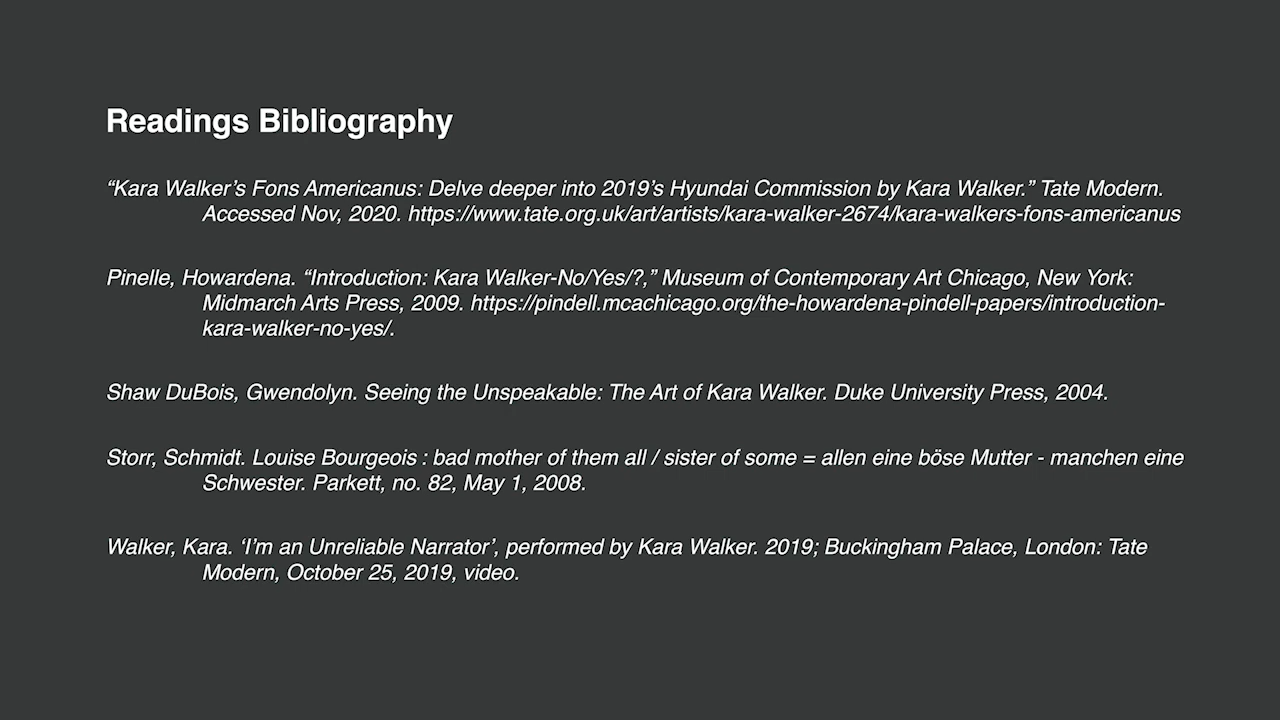 Readings Bibliography
“Kara Walker’s Fons Americanus: Delve deeper into 2019’s Hyundai Commission by Kara Walker.” Tate Modern.
Accessed Nov, 2020. https://www.tate.org.uk/art/artists/kara-walker-2674/kara-walkers-fons-americanus
Pinelle, Howardena. “Introduction: Kara Walker-No/Yes/?,” Museum of Contemporary Art Chicago, New York:
Midmarch Arts Press, 2009. https://pindell.mcachicago.org/the-howardena-pindell-papers/introduction-
kara-walker-no-yes/.
Shaw DuBois, Gwendolyn. Seeing the Unspeakable: The Art of Kara Walker. Duke University Press, 2004.
Storr, Schmidt. Louise Bourgeois : bad mother of them all / sister of some = allen eine böse Mutter - manchen eine
Schwester. Parkett, no. 82, May 1, 2008.
Walker, Kara. ‘I’m an Unreliable Narrator’, performed by Kara Walker. 2019; Buckingham Palace, London: Tate
Modern, October 25, 2019, video.